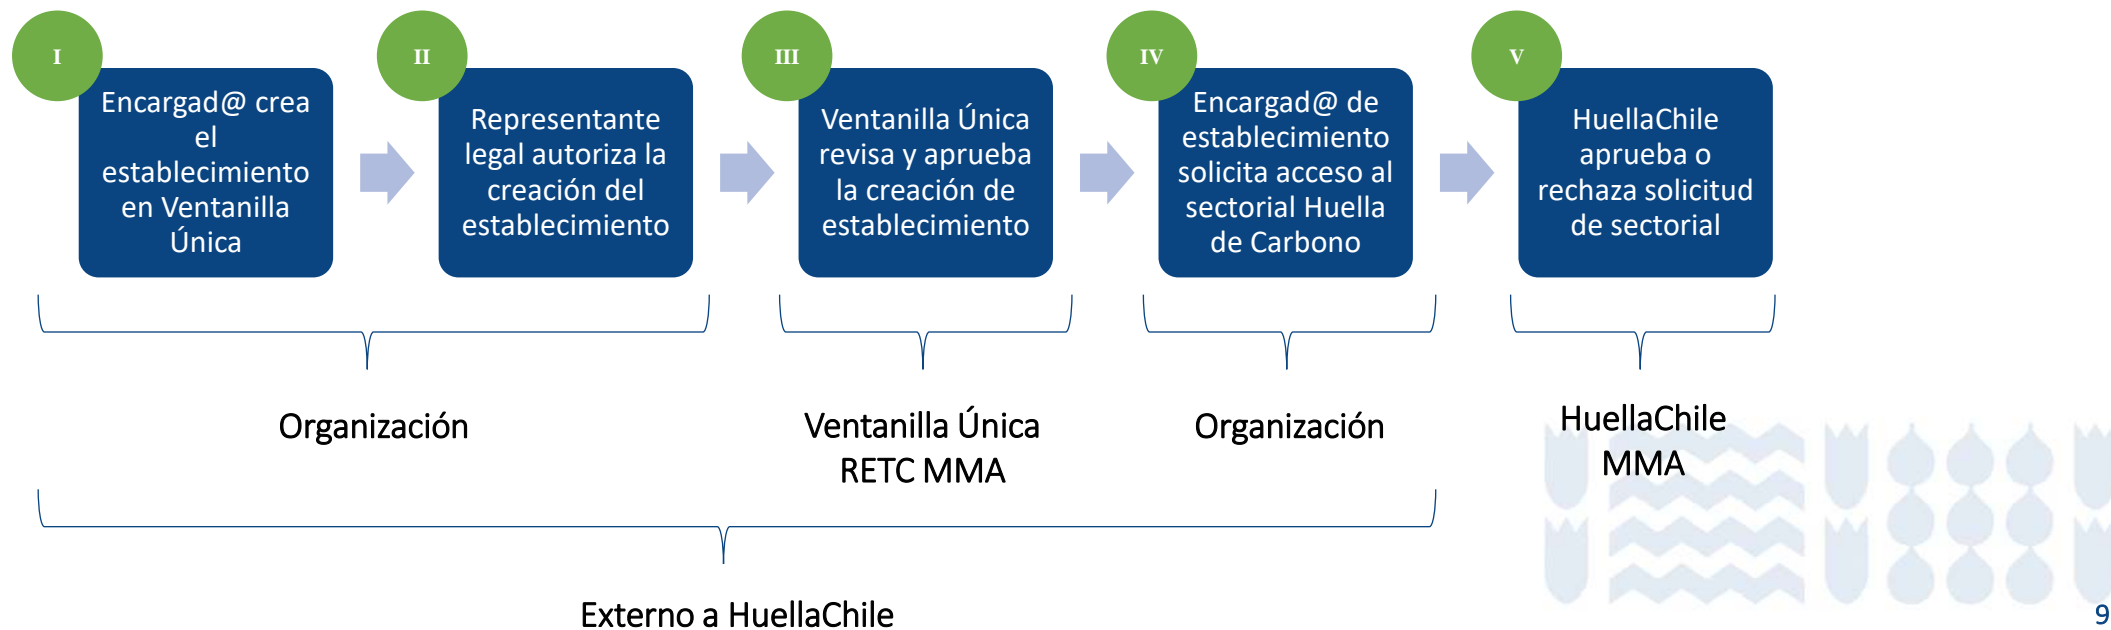 I
Encargad@ crea
el
establecimiento
en Ventanilla
Única
II
Representante
legal autoriza la
creación del
establecimiento
III
Ventanilla Única
revisa y aprueba
la creación de
establecimiento
IV
Encargad@ de
establecimiento
solicita acceso al
sectorial Huella
de Carbono
V
HuellaChile
aprueba o
rechaza solicitud
de sectorial
Organización
Ventanilla Única
RETC MMA
Organización
HuellaChile
MMA
Externo a HuellaChile
9